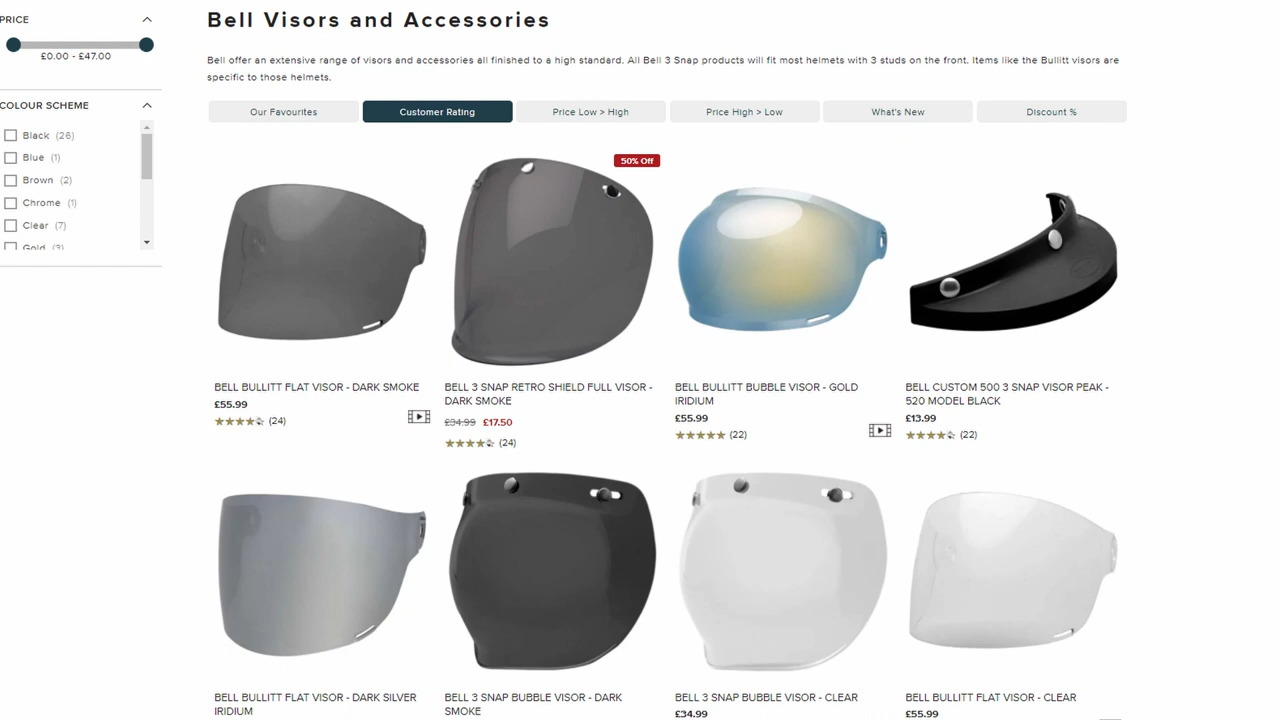 PRICE
£0.00 - £47.00
COLOUR SCHEME
Black (26)
Blue (1)
Brown (2)
Chrome (1)
Clear (7)
Gold (3)
Bell Visors and Accessories
Bell offer an extensive range of visors and accessories all finished to a high standard. All Bell 3 Snap products will fit most helmets with 3 studs on the front. Items like the Bullitt visors are
specific to those helmets.
Our Favourites
Customer Rating
Price Low > High
Price High > Low
What's New
Discount %
50% Off
BELL BULLITT FLAT VISOR - DARK SMOKE
£55.99
(24)
BELL 3 SNAP RETRO SHIELD FULL VISOR -
DARK SMOKE
£34.99 £17.50
(24)
BELL BULLITT BUBBLE VISOR - GOLD
IRIDIUM
£55.99
(22)
BELL CUSTOM 500 3 SNAP VISOR PEAK -
520 MODEL BLACK
£13.99
(22)
BELL BULLITT FLAT VISOR - DARK SILVER
IRIDIUM
BELL 3 SNAP BUBBLE VISOR - DARK
SMOKE
BELL 3 SNAP BUBBLE VISOR - CLEAR
£34.99
BELL BULLITT FLAT VISOR - CLEAR
£55.99